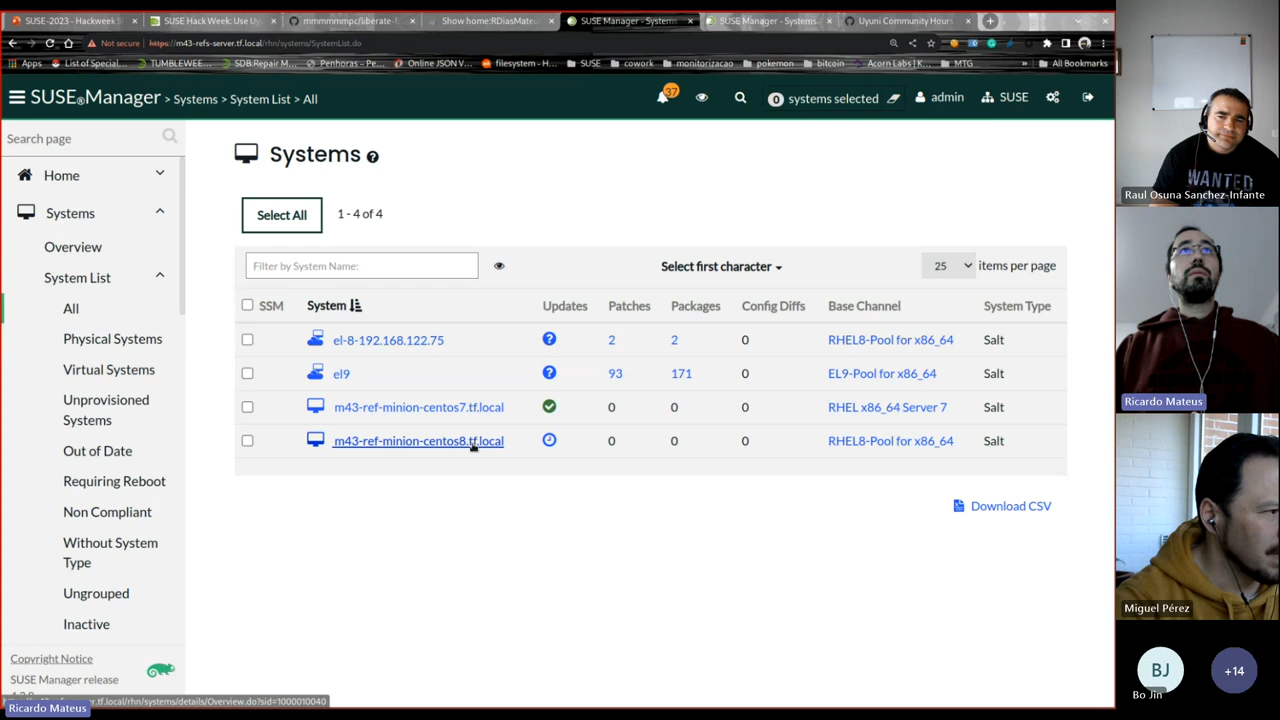 SUSE-2023 - Hackweek S
SUSE Hack Week: Use Uy
mmmmmmpc/liberate-f
Show home:RDiasMateu
SUSE Manager - Systems
SUSE Manager - Systems
Uyuni Community Hours
Not secure
https://m43-refs-server.tf.local/rhn/systems/SystemList.do
Apps
List of Special...
TUMBLEWEE...
SDB:Repair M...
Penhoras – Pe...
Online JSON V...
filesystem - H...
SUSE
cowork
monitorizacao
pokemon
bitcoin
Acorn Labs | K...
MTG
»
All Bookmarks
SUSE®Manager > Systems > System List > All
37
0 systems selected
admin
SUSE
Search page
Home
Systems
Overview
System List
All
Physical Systems
Virtual Systems
Unprovisioned
Systems
Out of Date
Requiring Reboot
Non Compliant
Without System
Type
Ungrouped
Inactive
Copyright Notice
SUSE Manager release
Systems ?
Select All
1 - 4 of 4
Filter by System Name:
Select first character
25
items per page
SSM System Updates Patches Packages Config Diffs Base Channel System Type
el-8-192.168.122.75 ? 2 2 0 RHEL8-Pool for x86_64 Salt
el9 ? 93 171 0 EL9-Pool for x86_64 Salt
m43-ref-minion-centos7.tf.local 0 0 0 RHEL x86_64 Server 7 Salt
m43-ref-minion-centos8.tf.local 0 0 0 RHEL8-Pool for x86_64 Salt
Download CSV
.tf.local/rhn/systems/details/Overview.do?sid=1000010040
Ricardo Mateus
WANTED
Raul Osuna Sanchez-Infante
Ricardo Mateus
Miguel Pérez
BJ
Bo Jin
+14